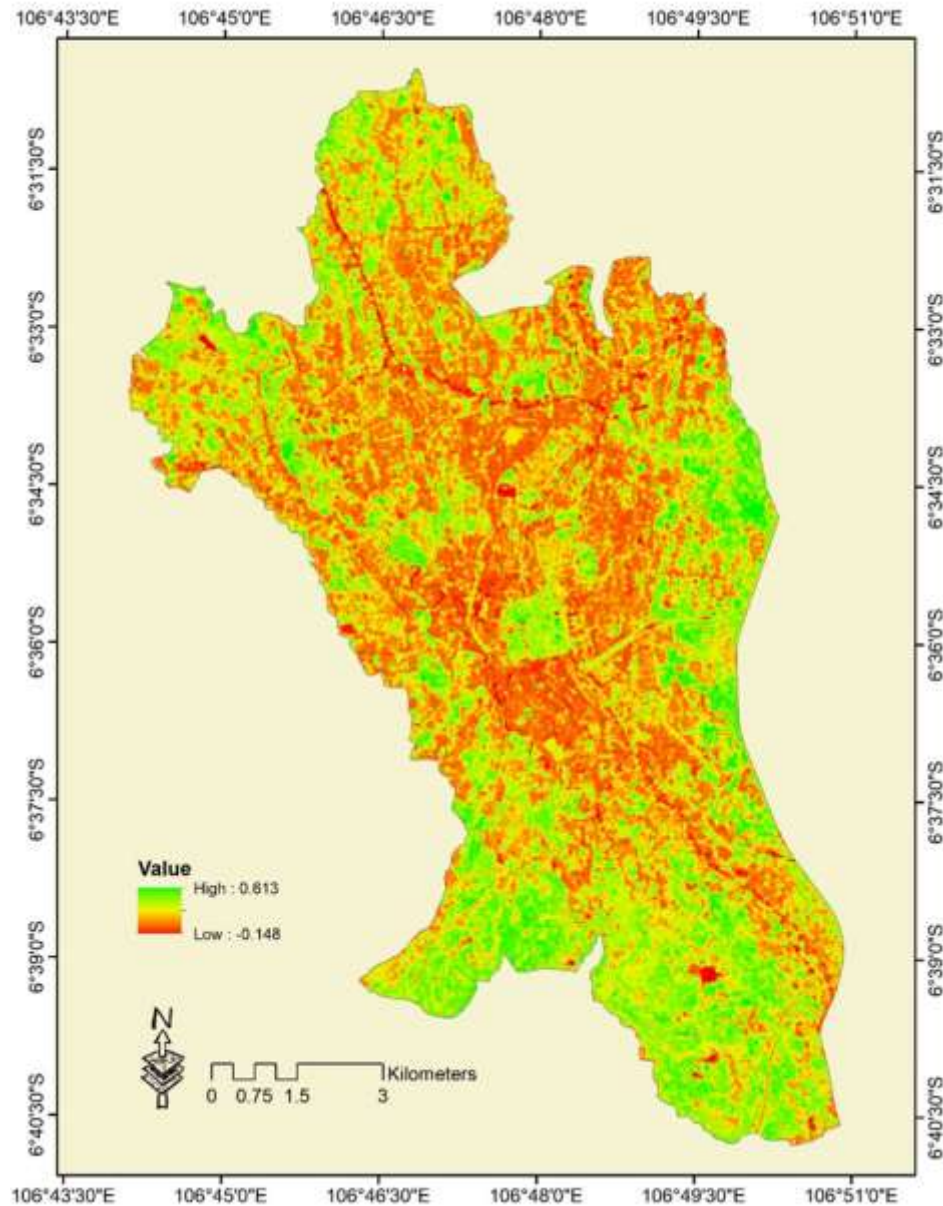 106°43'30"E 106°45'0"E 106°46'30"E 106°48'0"E 106°49'30"E 106°51'0"E
6°31'30"S 6°31'30"S
6°33'0"S 6°33'0"S
6°34'30"S 6°34'30"S
6°36'0"S 6°36'0"S
6°37'30"S 6°37'30"S
Value
High : 0.613
Low : -0.148
6°39'0"S 6°39'0"S
N
Kilometers
0 0.75 1.5 3
6°40'30"S 6°40'30"S
106°43'30"E 106°45'0"E 106°46'30"E 106°48'0"E 106°49'30"E 106°51'0"E